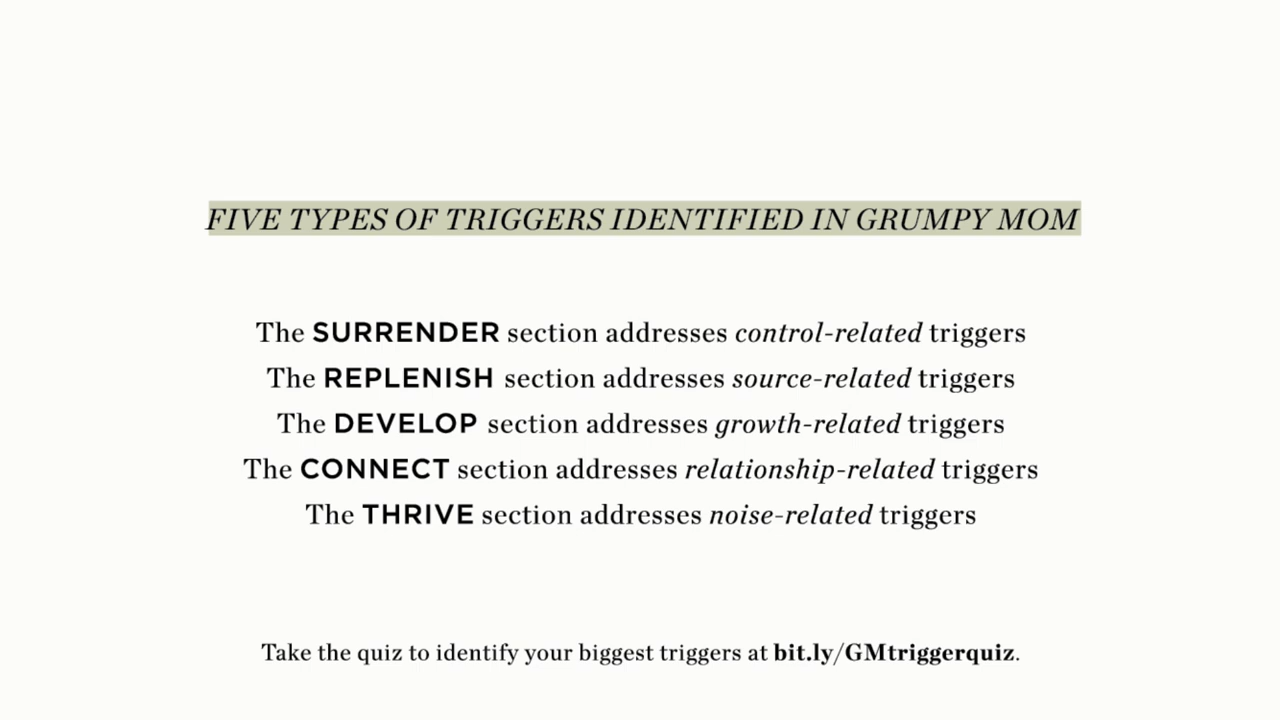 FIVE TYPES OF TRIGGERS IDENTIFIED IN GRUMPY MOM
The SURRENDER section addresses control-related triggers
The REPLENISH section addresses source-related triggers
The DEVELOP section addresses growth-related triggers
The CONNECT section addresses relationship-related triggers
The THRIVE section addresses noise-related triggers
Take the quiz to identify your biggest triggers at bit.ly/GMtriggerquiz.